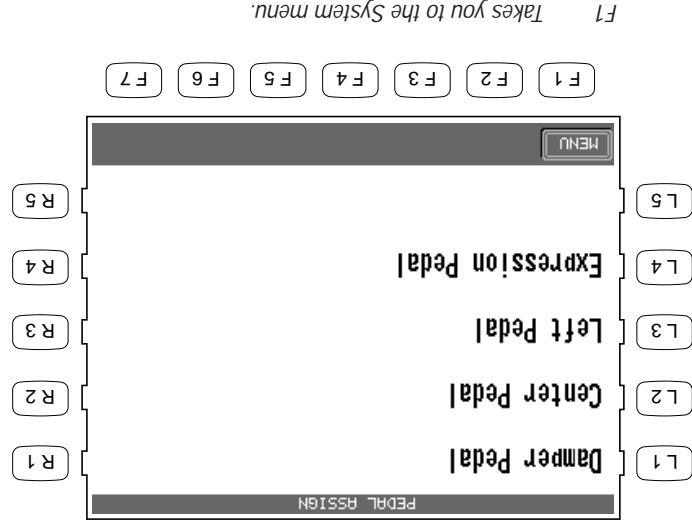 PEDAL ASSIGN
L1 Damper Pedal R1
L2 Center Pedal R2
L3 Left Pedal R3
L4 Expression Pedal R4
L5 R5
MENU
F1 F2 F3 F4 F5 F6 F7
F1 Takes you to the System menu.